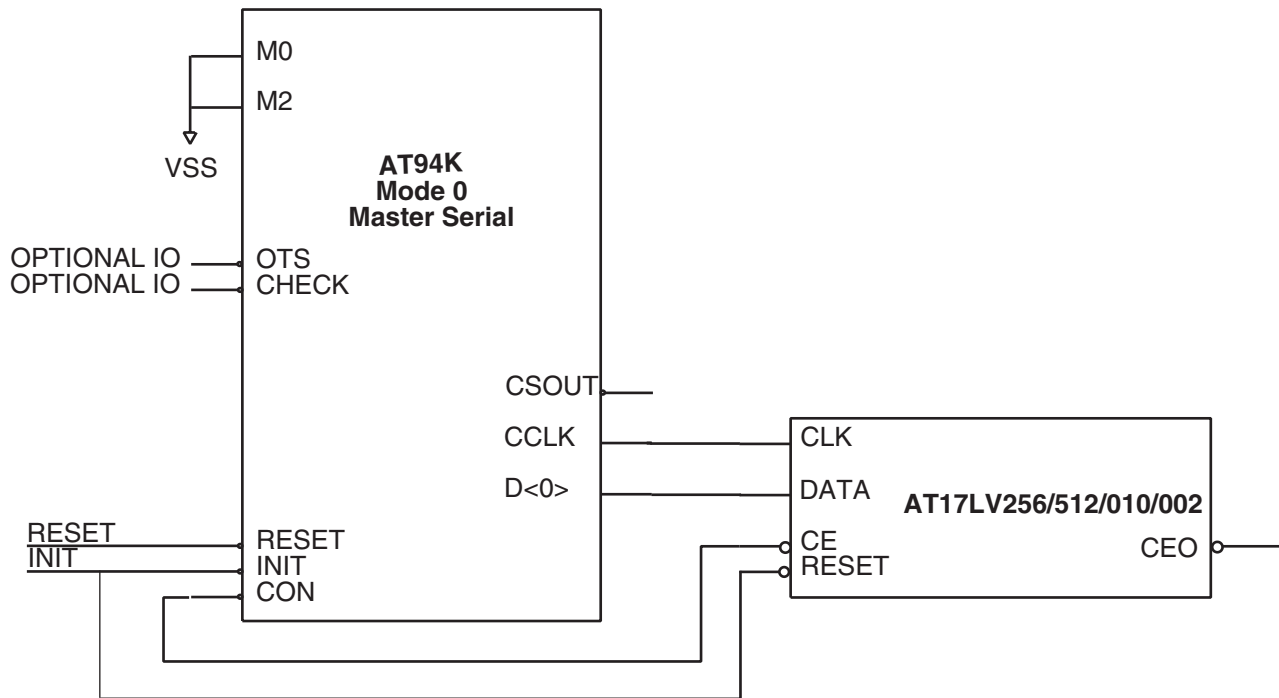 M0
M2
VSS
AT94K
Mode 0
Master Serial
OPTIONAL IO
OTS
OPTIONAL IO
CHECK
CSOUT
CCLK
CLK
D<0>
DATA
AT17LV256/512/010/002
RESET
RESET
CE
CEO
INIT
INIT
RESET
CON